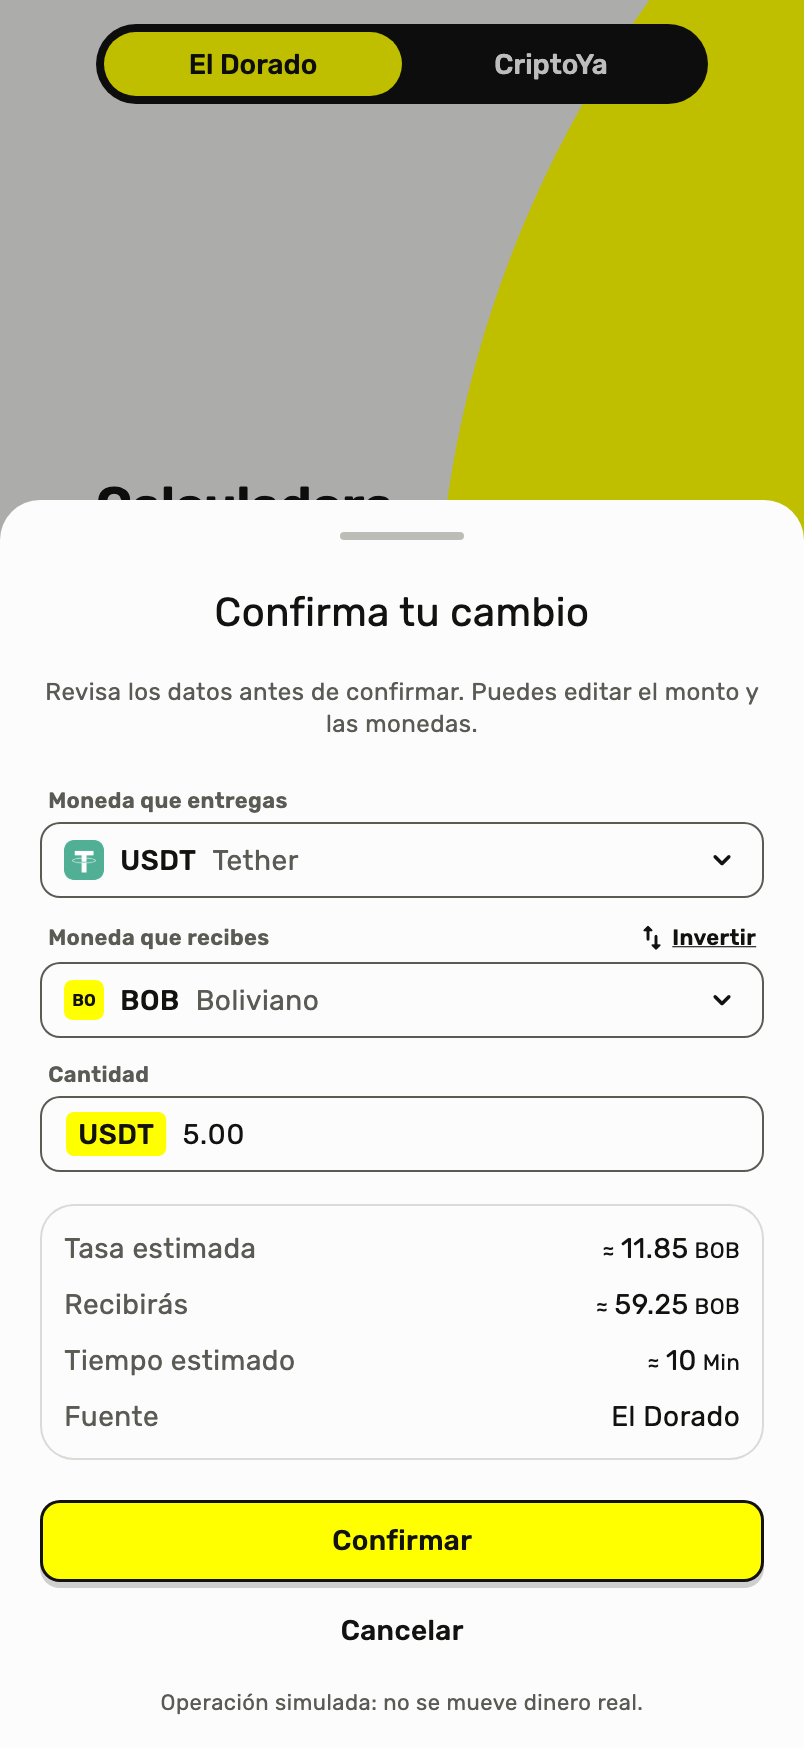 El Dorado
CriptoYa
Calculadora
Confirma tu cambio
Revisa los datos antes de confirmar. Puedes editar el monto y
las monedas.
Moneda que entregas
USDT Tether
Moneda que recibes
Invertir
BO BOB Boliviano
Cantidad
USDT 5.00
Tasa estimada ≈ 11.85 BOB
Recibirás ≈ 59.25 BOB
Tiempo estimado ≈ 10 Min
Fuente El Dorado
Confirmar
Cancelar
Operación simulada: no se mueve dinero real.